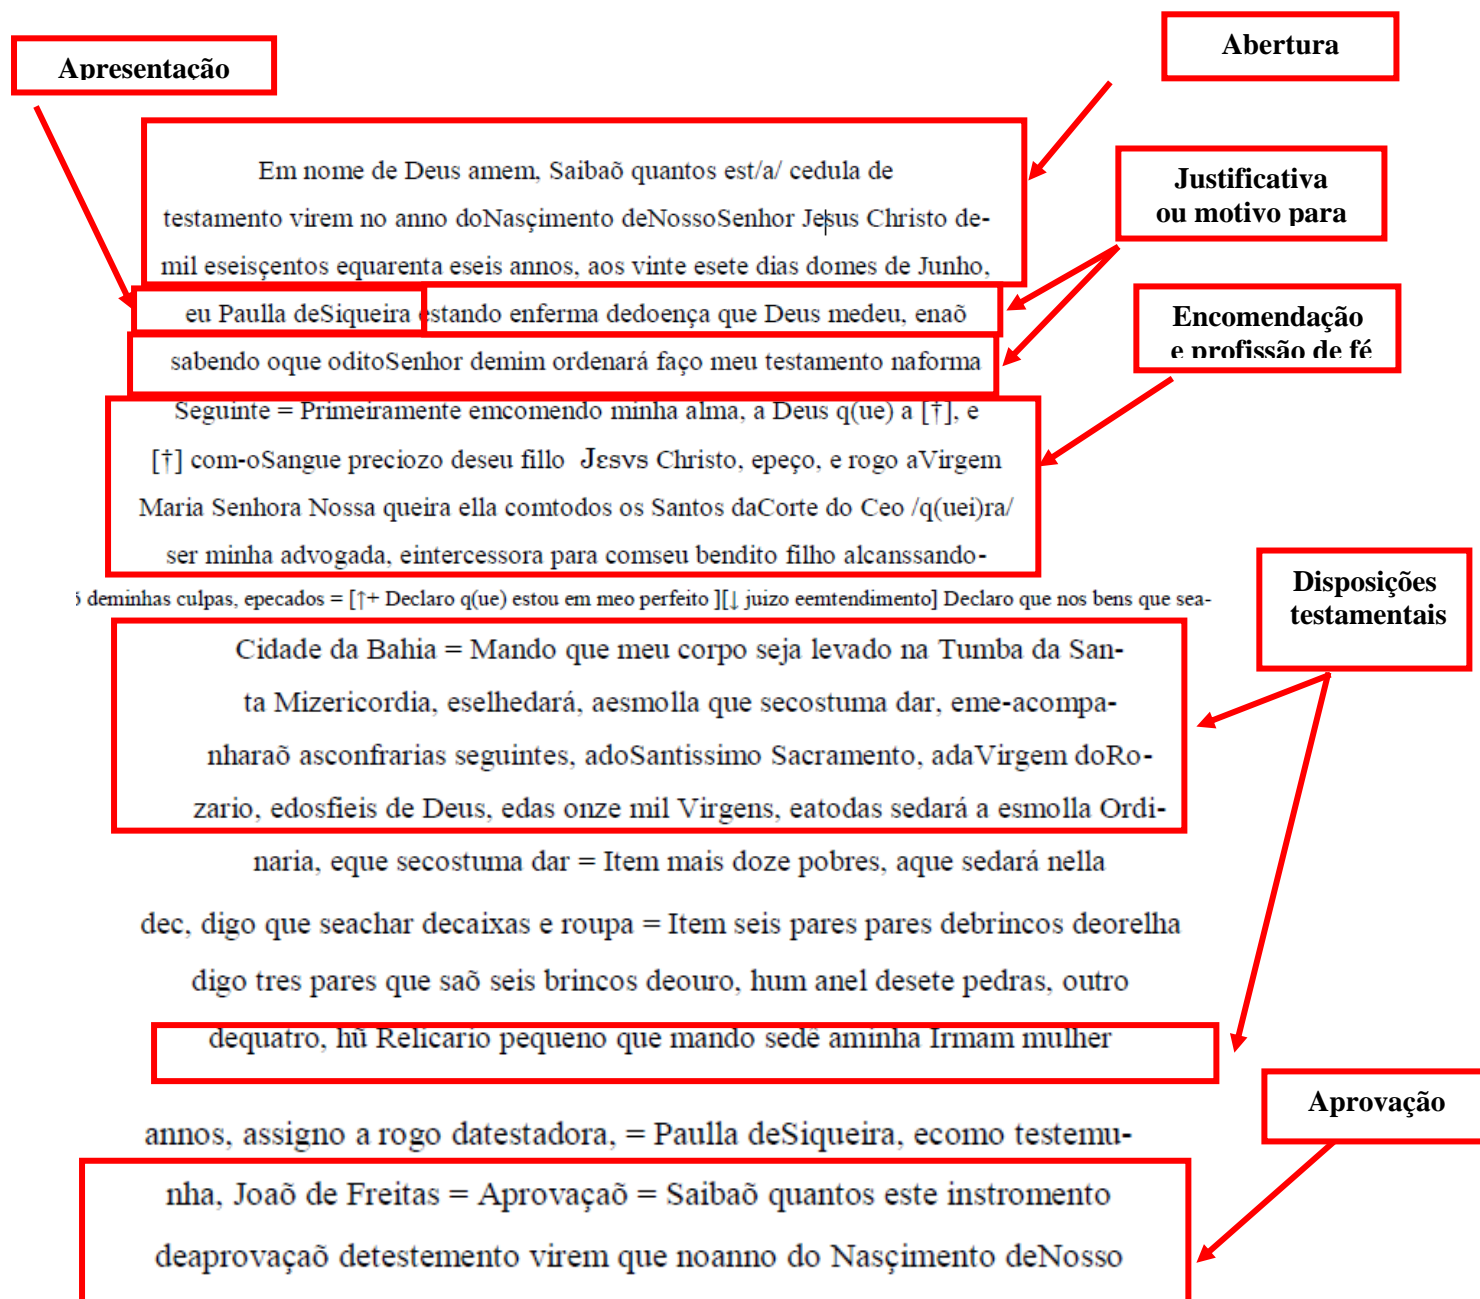 Abertura
Apresentação
Em nome de Deus amem, Saibaõ quantos est/a/ cedula de
testamento virem no anno doNasçimento deNossoSenhor Jesus Christo de-
mil eseisçentos equarenta eseis annos, aos vinte esete dias domes de Junho,
Justificativa
ou motivo para
eu Paulla deSiqueira estando enferma dedoença que Deus medeu, enaõ
sabendo oque oditoSenhor demim ordenará faço meu testamento naforma
Encomendação
e profissão de fé
Seguinte = Primeiramente emcomendo minha alma, a Deus q(ue) a [†], e
[†] com-oSangue preciozo deseu fillo Jesvs Christo, epeço, e rogo aVirgem
Maria Senhora Nossa queira ella comtodos os Santos daCorte do Ceo /q(uei)ra/
ser minha advogada, eintercessora para comseu bendito filho alcanssando-
deminhas culpas, epecados = [↑+ Declaro q(ue) estou em meo perfeito ][↓ juizo eemtendimento] Declaro que nos bens que sea-
Disposições
testamentais
Cidade da Bahia = Mando que meu corpo seja levado na Tumba da San-
ta Mizericordia, eselhedará, aesmolla que secostuma dar, eme-acompa-
nharaõ asconfrarias seguintes, adoSantissimo Sacramento, adaVirgem doRo-
zario, edosfieis de Deus, edas onze mil Virgens, eatodas sedará a esmolla Ordi-
naria, eque secostuma dar = Item mais doze pobres, aque sedará nella
dec, digo que seachar decaixas e roupa = Item seis pares pares debrincos deorelha
digo tres pares que saõ seis brincos deouro, hum anel desete pedras, outro
dequatro, hũ Relicario pequeno que mando sedê aminha Irmam mulher
Aprovação
annos, assigno a rogo datestadora, = Paulla deSiqueira, ecomo testemu-
nha, Joaõ de Freitas = Aprovaçaõ = Saibaõ quantos este instromento
deaprovaçaõ detestemento virem que noanno do Nasçimento deNosso